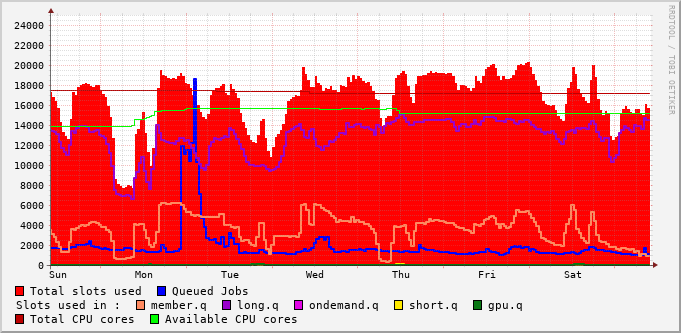 24000
22000
20000
18000
16000
14000
12000
10000
8000
6000
4000
2000
0
Sun Mon Tue Wed Thu Fri Sat
RRDTOOL / TOBI OETIKER
Total slots used Queued Jobs
Slots used in : member.q long.q ondemand.q short.q gpu.q
Total CPU cores Available CPU cores